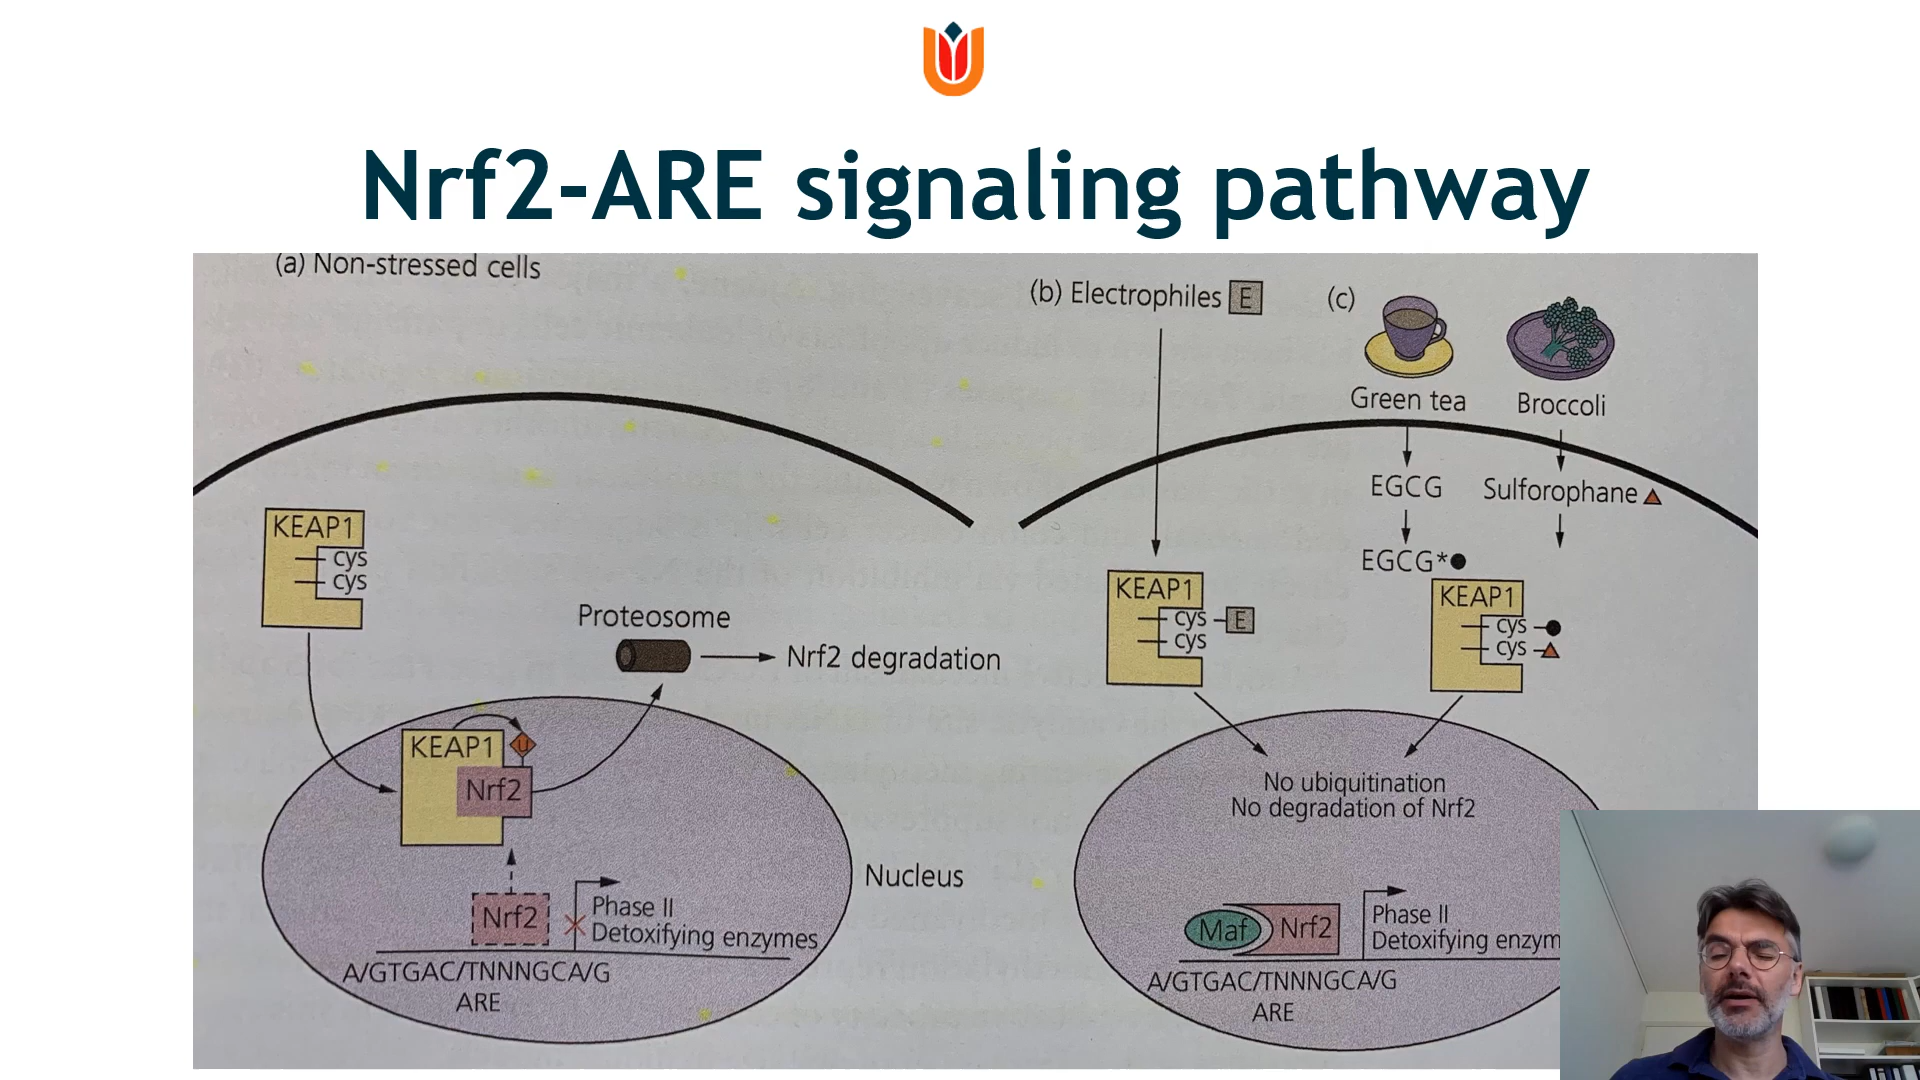 Nrf2-ARE signaling pathway
(a) Non-stressed cells
KEAP1
cys
cys
Proteosome
Nrf2 degradation
KEAP1
U
Nrf2
Nucleus
Nrf2
Phase II
Detoxifying enzymes
A/GTGAC/TNNNGCA/G
ARE
(b) Electrophiles E
(c)
Green tea
Broccoli
EGCG
Sulforophane
EGCG*
KEAP1
cys E
cys
KEAP1
cys
cys
No ubiquitination
No degradation of Nrf2
Maf Nrf2
Phase II
Detoxifying enzym
A/GTGAC/TNNNGCA/G
ARE